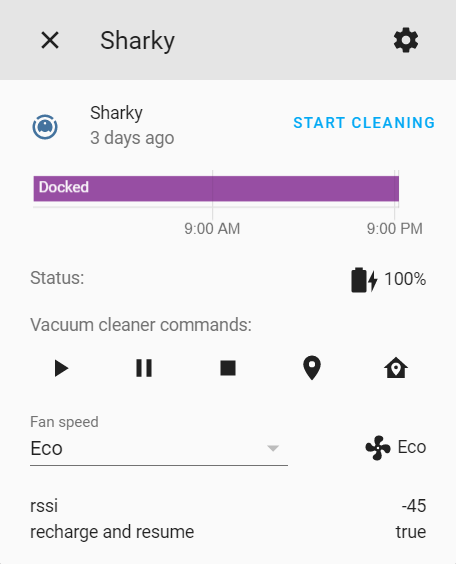 Sharky
Sharky
START CLEANING
3 days ago
Docked
9:00 AM 9:00 PM
Status: 100%
Vacuum cleaner commands:
Fan speed
Eco Eco
rssi -45
recharge and resume true